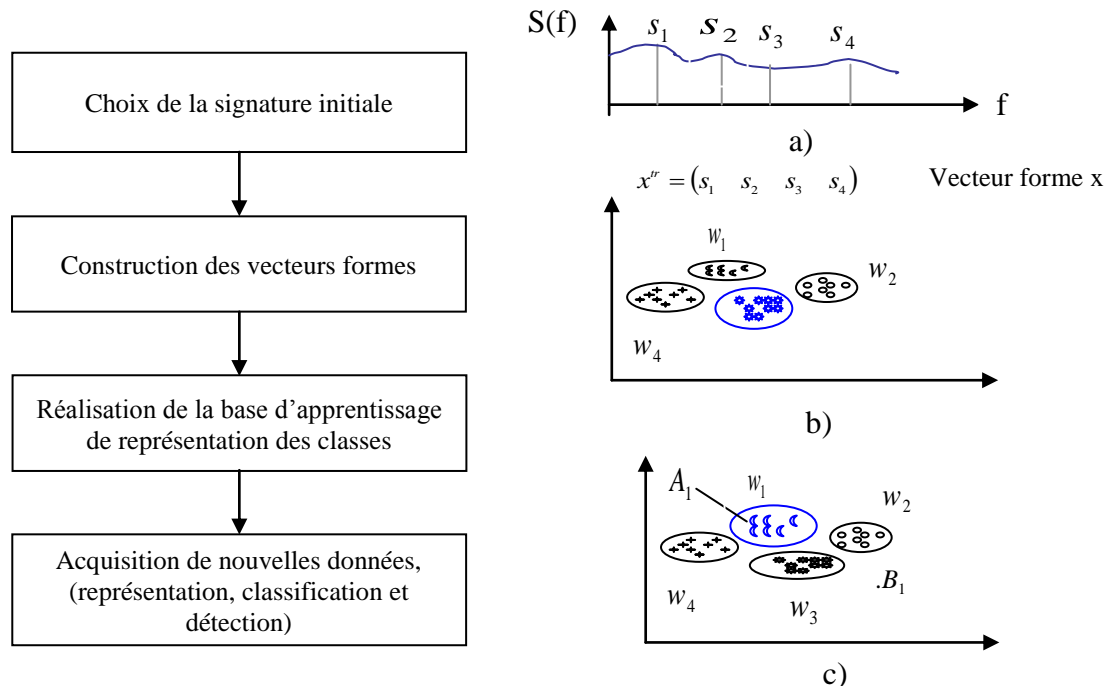 Choix de la signature initiale
Construction des vecteurs formes
Réalisation de la base d’apprentissage
de représentation des classes
Acquisition de nouvelles données,
(représentation, classification et
détection)
S(f)
s₁ s₂ s₃ s₄
f
a)
xᵗʳ = (s₁ s₂ s₃ s₄)
Vecteur forme x
w₁
w₂
w₄
b)
A₁
w₁
w₂
.B₁
w₄
w₃
c)